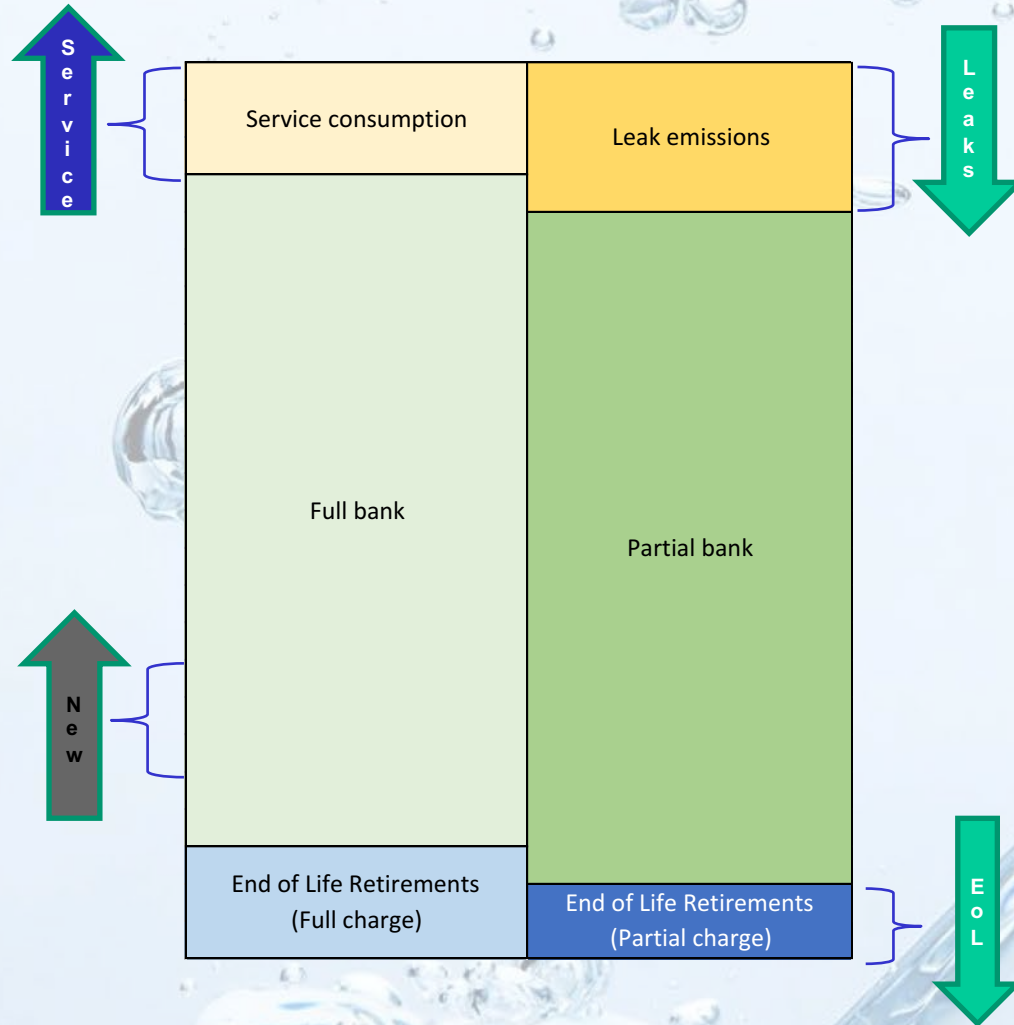 Service
Service consumption
Leak emissions
Leaks
Full bank
Partial bank
New
End of Life Retirements
(Full charge)
End of Life Retirements
(Partial charge)
EoL